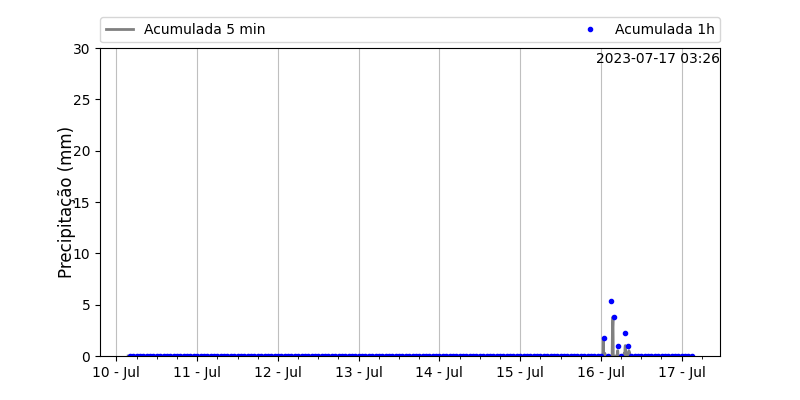 Acumulada 5 min
Acumulada 1h
2023-07-17 03:26
Precipitação (mm)
30
25
20
15
10
5
0
10 - Jul
11 - Jul
12 - Jul
13 - Jul
14 - Jul
15 - Jul
16 - Jul
17 - Jul